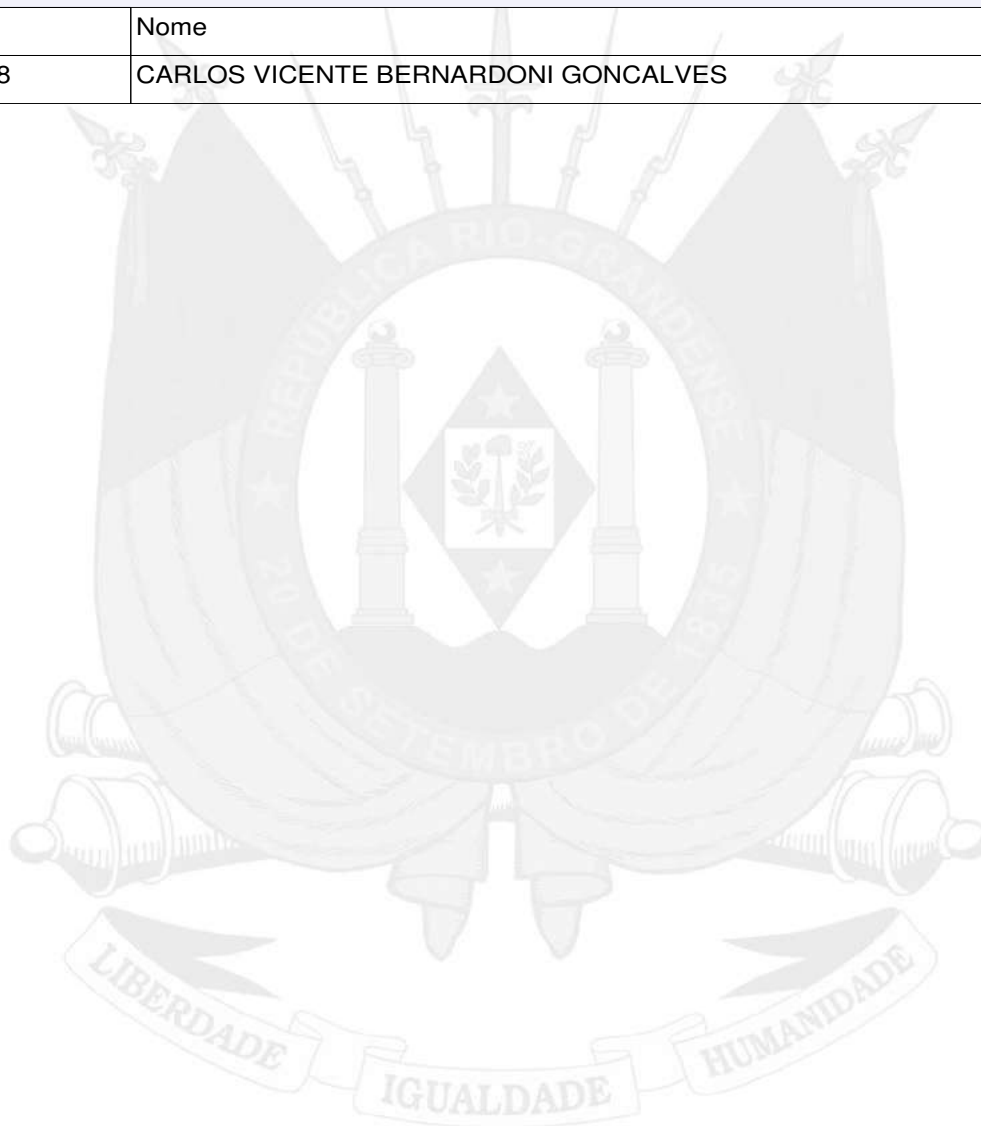 Nome
8 CARLOS VICENTE BERNARDONI GONCALVES
REPUBLICA RIO-GRANDENSE
20 DE SETEMBRO DE 1835
LIBERDADE IGUALDADE HUMANIDADE